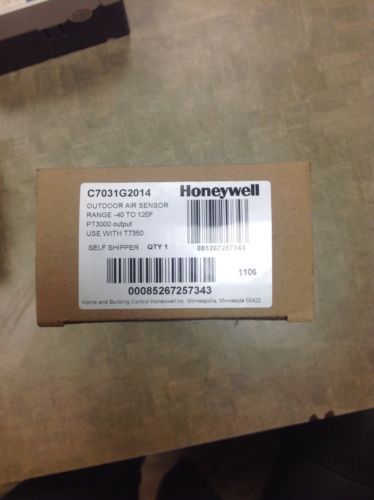 C7031G2014
Honeywell
OUTDOOR AIR SENSOR
RANGE -40 TO 120F
PT3000 output
USE WITH T7350
SELF SHIPPER QTY 1
085267257343
1106
00085267257343
Home and Building Control Honeywell Inc. Minneapolis, Minnesota 55422